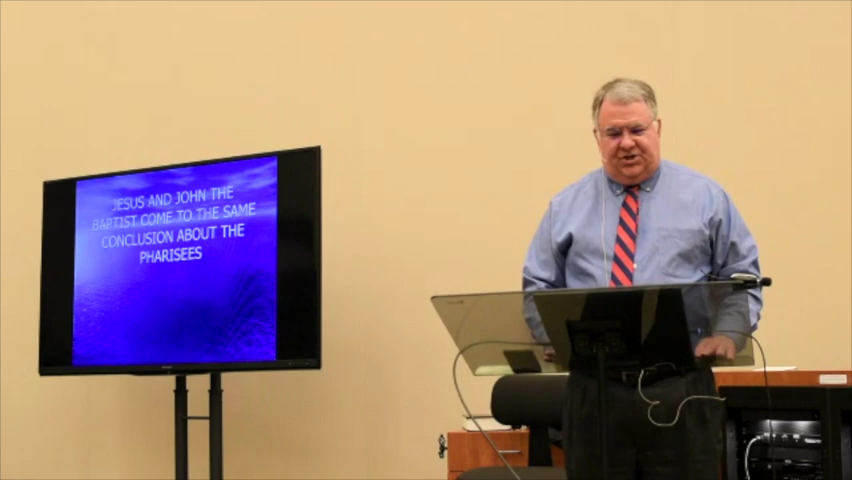 JESUS AND JOHN THE
BAPTIST COME TO THE SAME
CONCLUSION ABOUT THE
PHARISEES